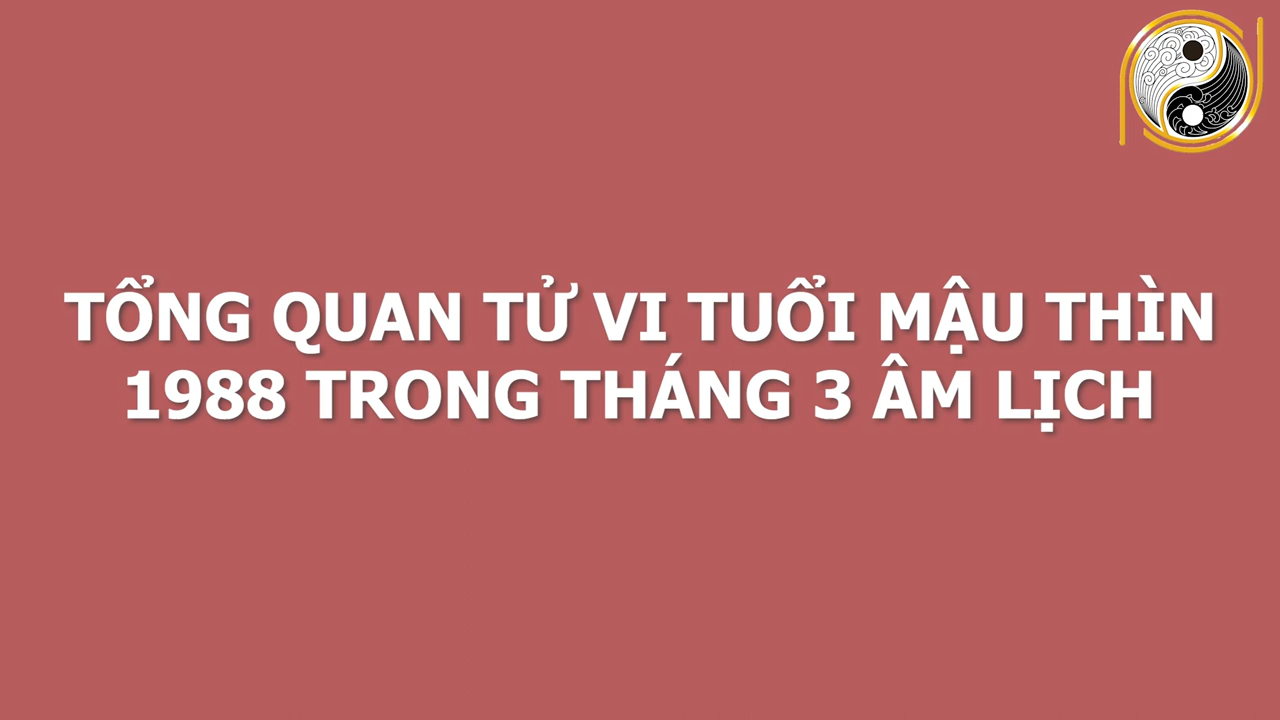 TỔNG QUAN TỬ VI TUỔI MẬU THÌN
1988 TRONG THÁNG 3 ÂM LỊCH